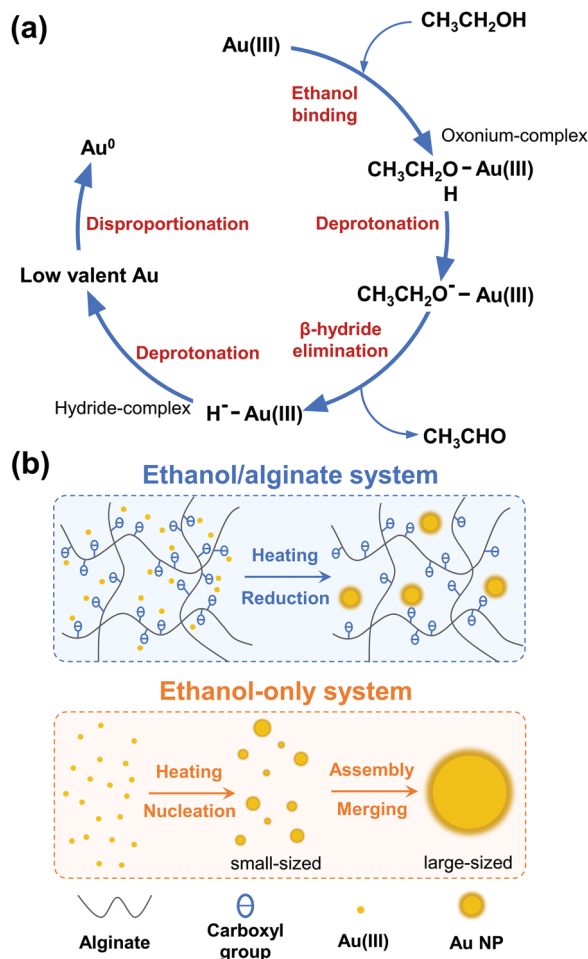 (a)
Au(III)
CH₃CH₂OH
Ethanol
binding
Oxonium-complex
CH₃CH₂O – Au(III)
H
Au⁰
Disproportionation
Deprotonation
Low valent Au
CH₃CH₂O⁻ – Au(III)
β-hydride
elimination
Deprotonation
Hydride-complex
H⁻ – Au(III)
CH₃CHO
(b)
Ethanol/alginate system
Heating
Reduction
Ethanol-only system
Heating
Nucleation
Assembly
Merging
small-sized
large-sized
Alginate
Carboxyl
group
Au(III)
Au NP